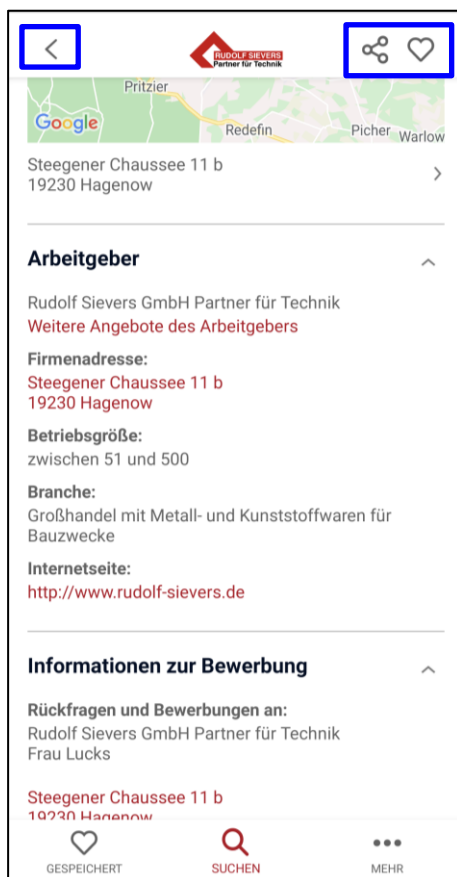 RUDOLF SIEVERS
Partner für Technik
Pritzier
Google
Redefin
Picher
Warlow
Steegener Chaussee 11 b
19230 Hagenow
Arbeitgeber
Rudolf Sievers GmbH Partner für Technik
Weitere Angebote des Arbeitgebers
Firmenadresse:
Steegener Chaussee 11 b
19230 Hagenow
Betriebsgröße:
zwischen 51 und 500
Branche:
Großhandel mit Metall- und Kunststoffwaren für
Bauzwecke
Internetseite:
http://www.rudolf-sievers.de
Informationen zur Bewerbung
Rückfragen und Bewerbungen an:
Rudolf Sievers GmbH Partner für Technik
Frau Lucks
Steegener Chaussee 11 b
19230 Hagenow
GESPEICHERT
SUCHEN
MEHR